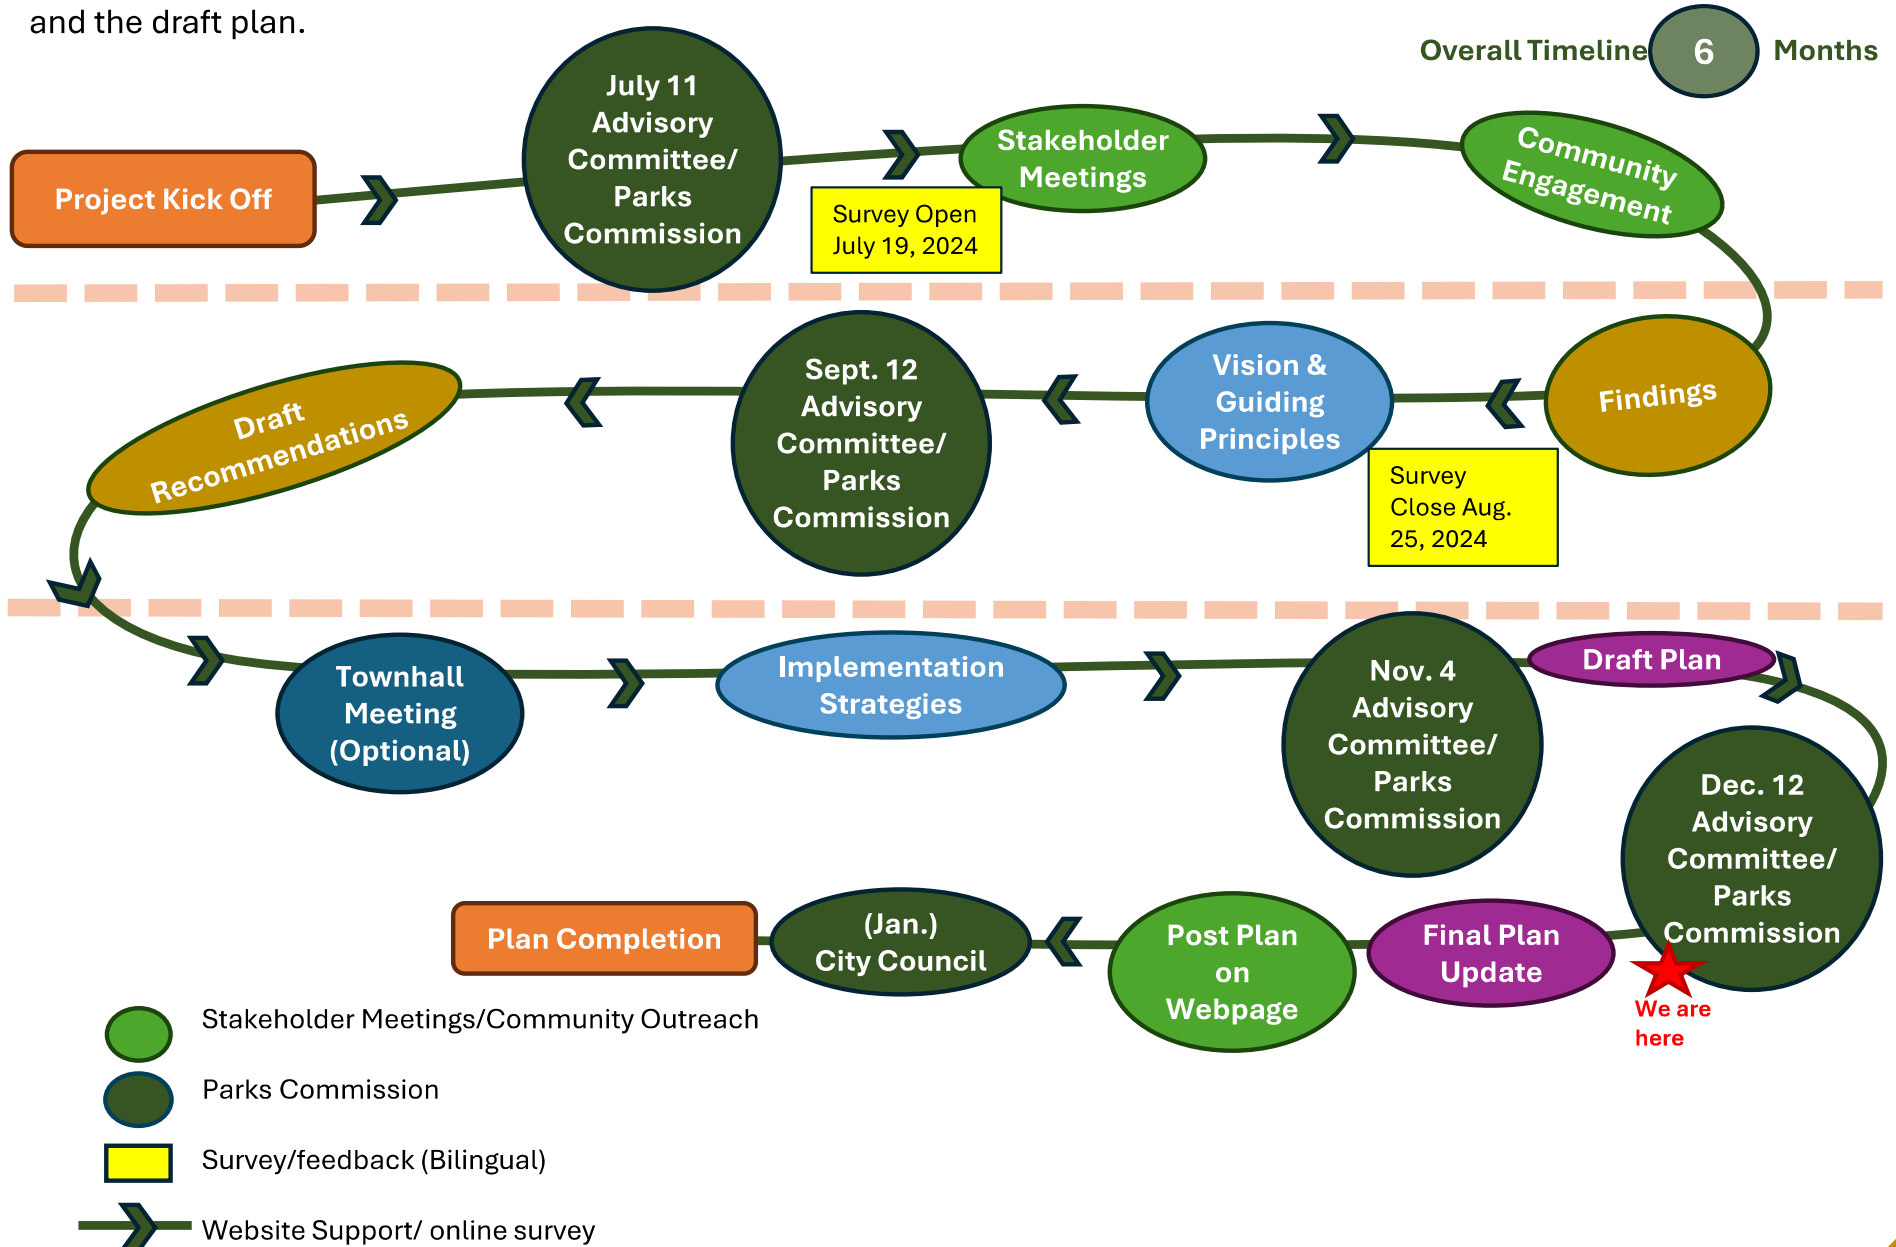 and the draft plan.
Overall Timeline 6 Months
July 11
Advisory
Committee/
Parks
Commission
Project Kick Off
Stakeholder
Meetings
Community
Engagement
Survey Open
July 19, 2024
Findings
Vision &
Guiding
Principles
Survey
Close Aug.
25, 2024
Sept. 12
Advisory
Committee/
Parks
Commission
Draft
Recommendations
Townhall
Meeting
(Optional)
Implementation
Strategies
Nov. 4
Advisory
Committee/
Parks
Commission
Draft Plan
Dec. 12
Advisory
Committee/
Parks
Commission
We are
here
Final Plan
Update
Post Plan
on
Webpage
(Jan.)
City Council
Plan Completion
Stakeholder Meetings/Community Outreach
Parks Commission
Survey/feedback (Bilingual)
Website Support/ online survey